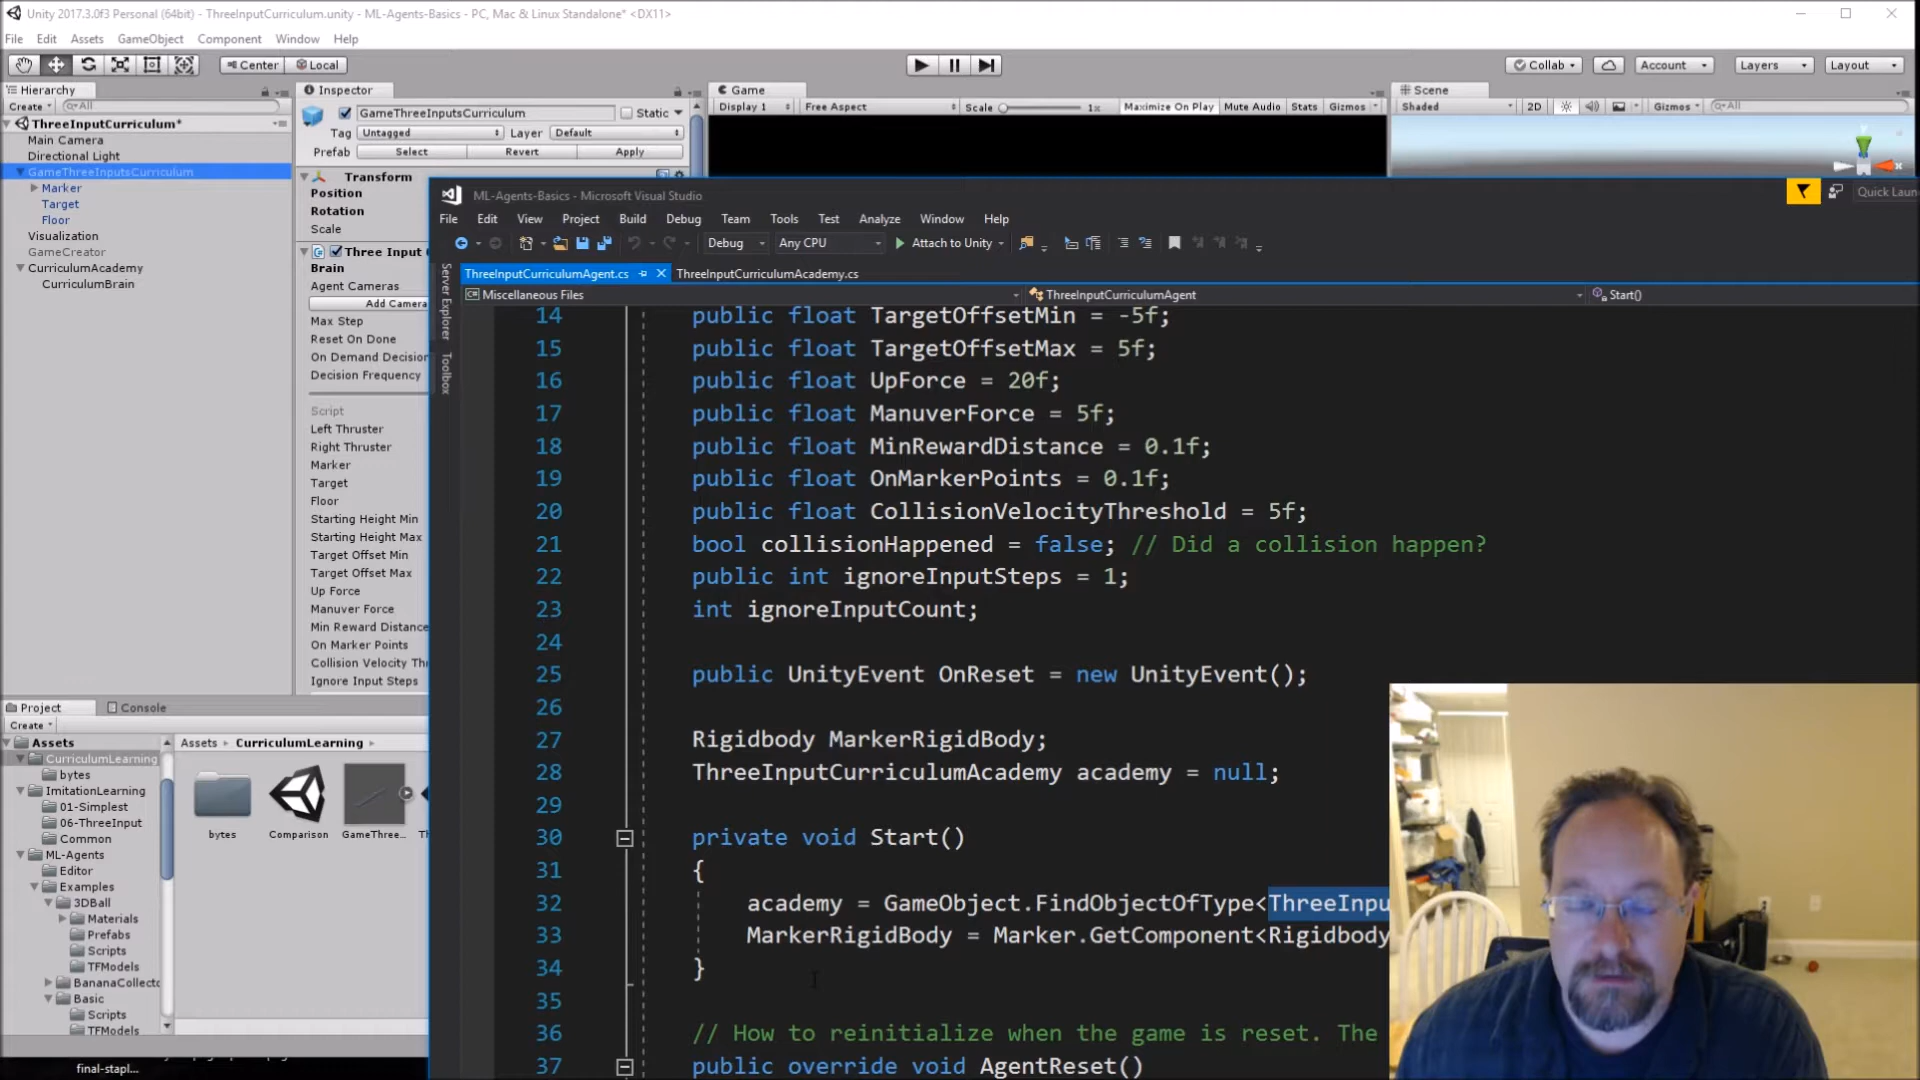 Unity 2017.3.0f3 Personal (64bit) - ThreeInputCurriculum.unity - ML-Agents-Basics - PC, Mac & Linux Standalone* <DX11>
File Edit Assets GameObject Component Window Help
Center Local Collab Account Layers Layout
Hierarchy
Create All
ThreeInputCurriculum*
Main Camera
Directional Light
GameThreeInputsCurriculum
Marker
Target
Floor
Visualization
GameCreator
CurriculumAcademy
CurriculumBrain
Inspector
GameThreeInputsCurriculum Static
Tag Untagged Layer Default
Prefab Select Revert Apply
Transform
Position
Rotation
Scale
Three Input
Brain
Agent Cameras
Add Camera
Max Step
Reset On Done
On Demand Decision
Decision Frequency
Script
Left Thruster
Right Thruster
Marker
Target
Floor
Starting Height Min
Starting Height Max
Target Offset Min
Target Offset Max
Up Force
Manuver Force
Min Reward Distance
On Marker Points
Collision Velocity Th
Ignore Input Steps
Game
Display 1 Free Aspect Scale 1x Maximize On Play Mute Audio Stats Gizmos
Scene
Shaded 2D Gizmos All
ML-Agents-Basics - Microsoft Visual Studio
Quick Laun
File Edit View Project Build Debug Team Tools Test Analyze Window Help
Debug Any CPU Attach to Unity
Server Explorer
Toolbox
ThreeInputCurriculumAgent.cs ThreeInputCurriculumAcademy.cs
Miscellaneous Files ThreeInputCurriculumAgent Start()
14 public float TargetOffsetMin = -5f;
15 public float TargetOffsetMax = 5f;
16 public float UpForce = 20f;
17 public float ManuverForce = 5f;
18 public float MinRewardDistance = 0.1f;
19 public float OnMarkerPoints = 0.1f;
20 public float CollisionVelocityThreshold = 5f;
21 bool collisionHappened = false; // Did a collision happen?
22 public int ignoreInputSteps = 1;
23 int ignoreInputCount;
24
25 public UnityEvent OnReset = new UnityEvent();
26
27 Rigidbody MarkerRigidBody;
28 ThreeInputCurriculumAcademy academy = null;
29
30 private void Start()
31 {
32 academy = GameObject.FindObjectOfType<ThreeInpu
33 MarkerRigidBody = Marker.GetComponent<Rigidbody
34 }
35
36 // How to reinitialize when the game is reset. The
37 public override void AgentReset()
Project Console
Create
Assets
CurriculumLearning
bytes
ImitationLearning
01-Simplest
06-ThreeInput
Common
ML-Agents
Editor
Examples
3DBall
Materials
Prefabs
Scripts
TFModels
BananaCollecto
Basic
Scripts
TFModels
Assets CurriculumLearning
bytes Comparison GameThree...
final-stapl...